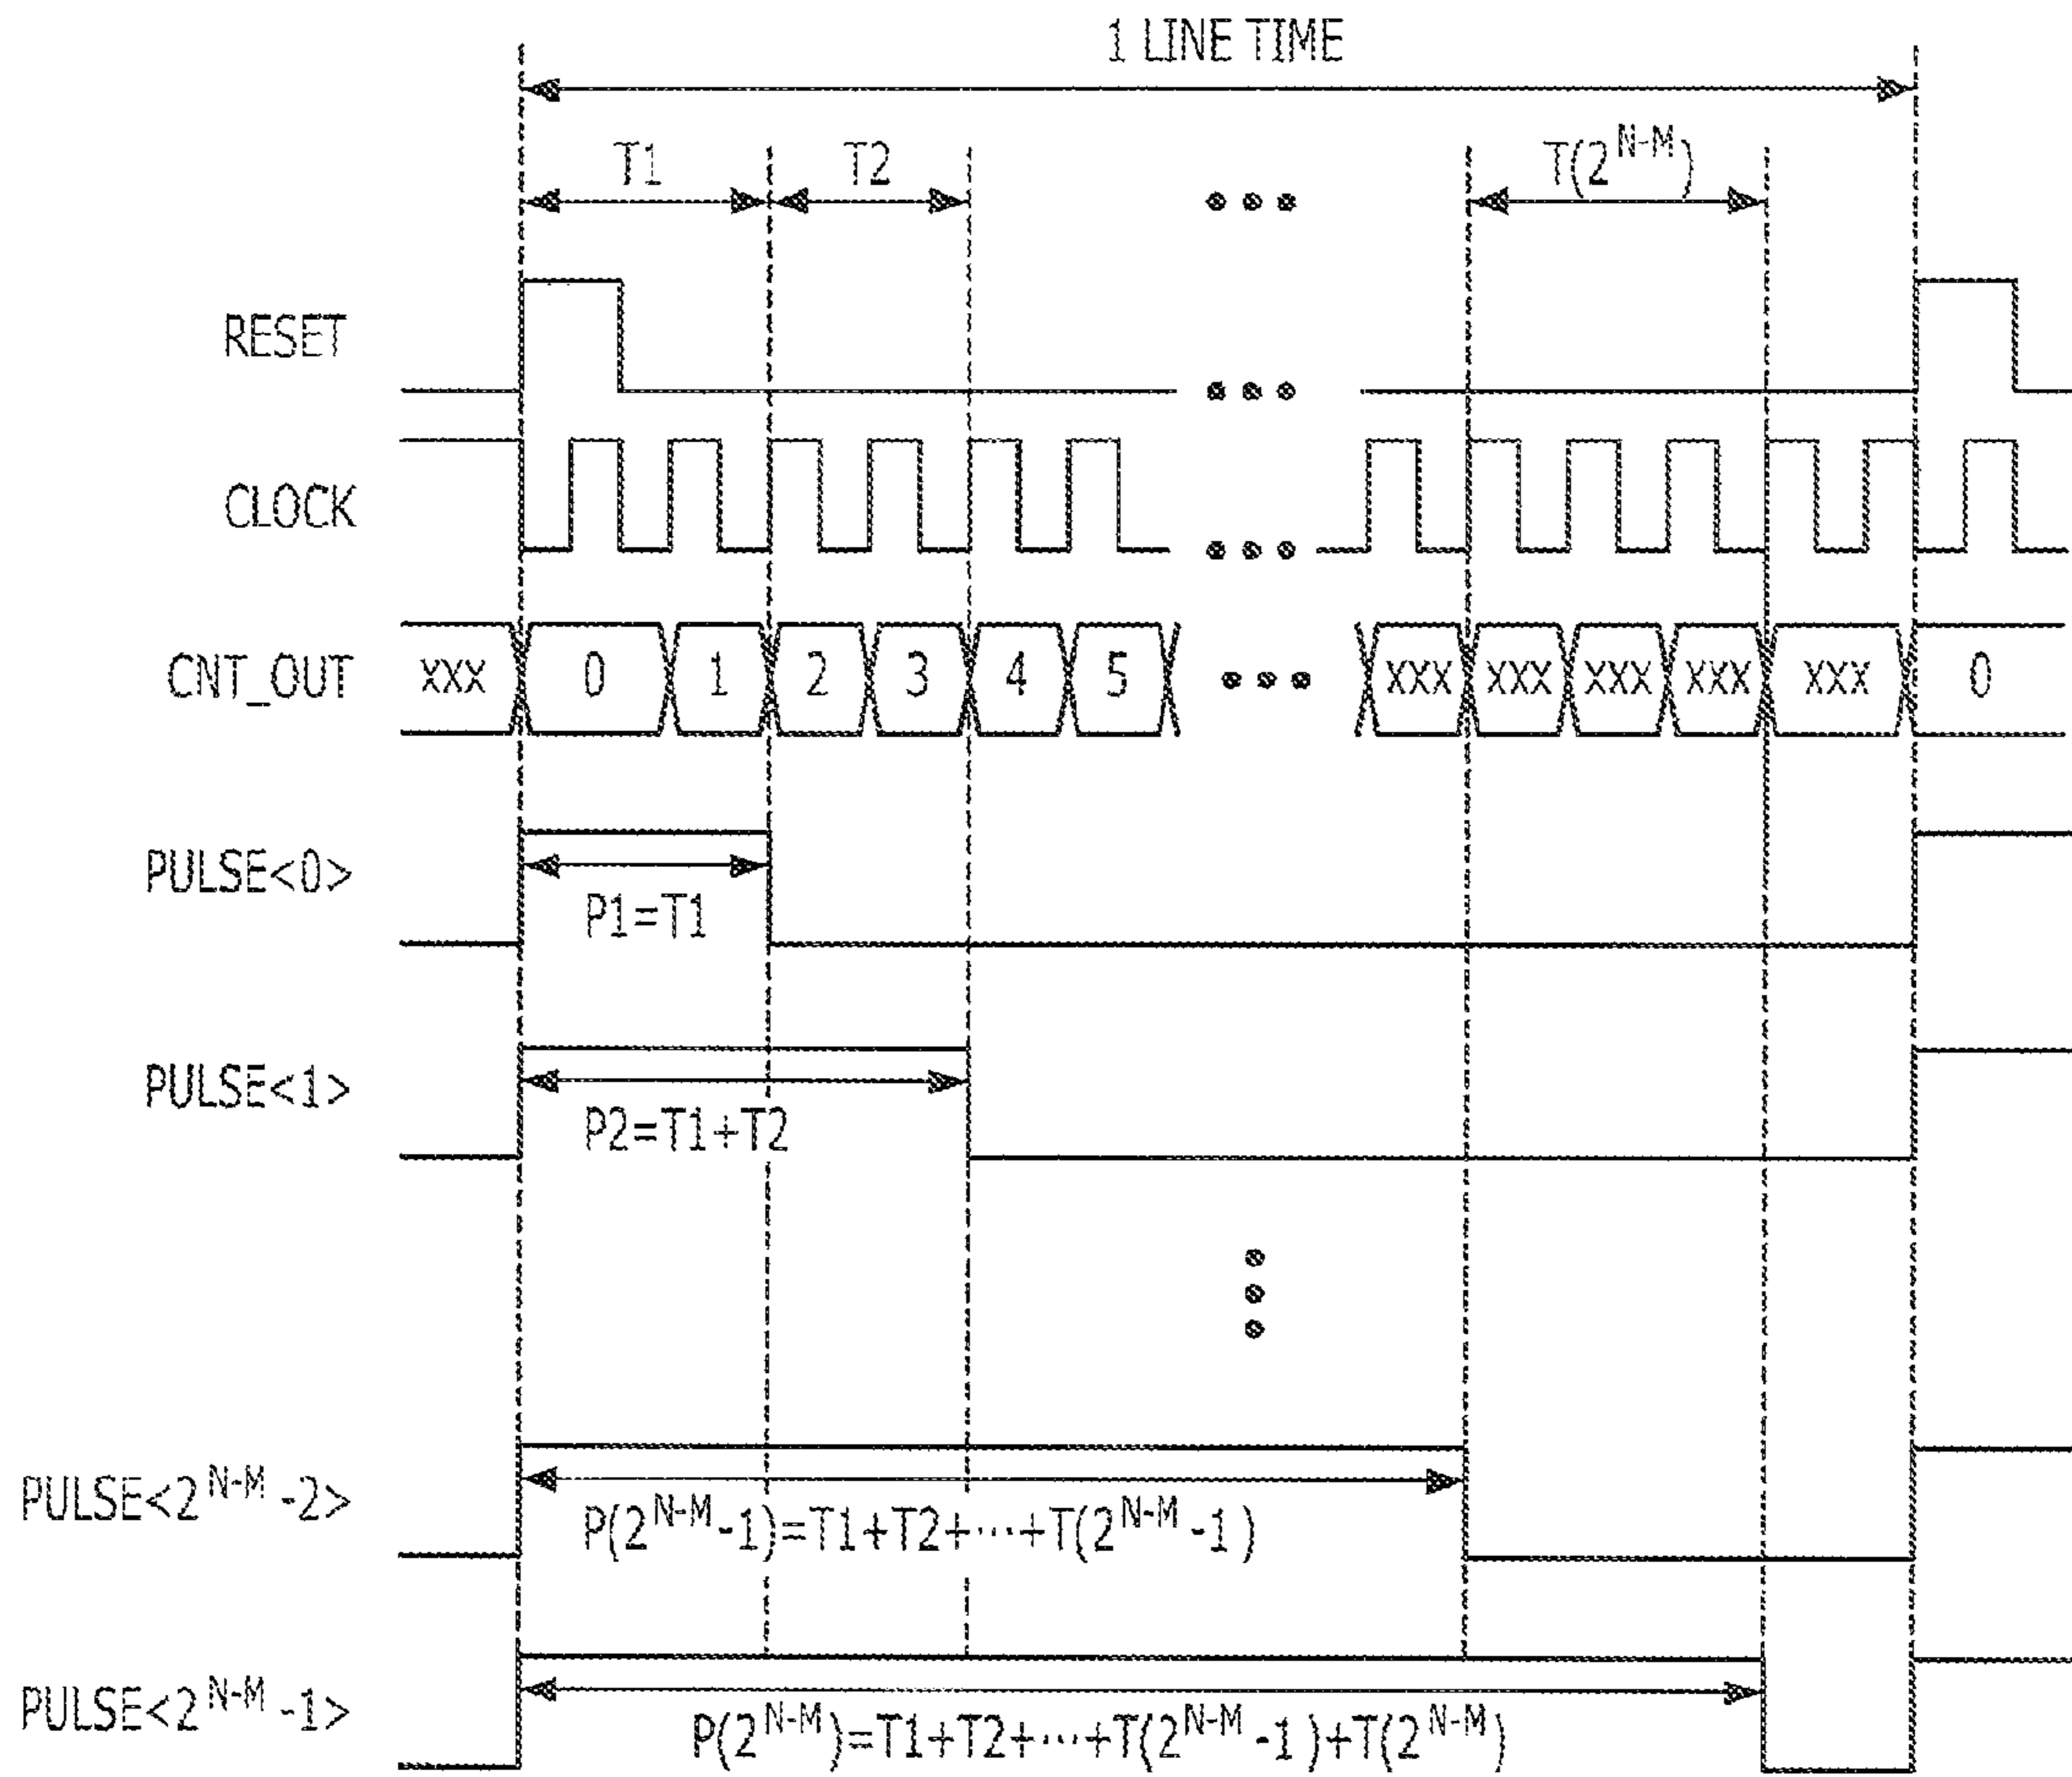 1 LINE TIME
T1 T2 ••• T(2^N-M)
RESET •••
CLOCK •••
CNT_OUT xxx 0 1 2 3 4 5 ••• xxx xxx xxx xxx xxx 0
PULSE<0>
P1=T1
PULSE<1>
P2=T1+T2
PULSE<2^N-M -2>
P(2^N-M -1)=T1+T2+···+T(2^N-M -1)
PULSE<2^N-M -1>
P(2^N-M)=T1+T2+···+T(2^N-M -1)+T(2^N-M)